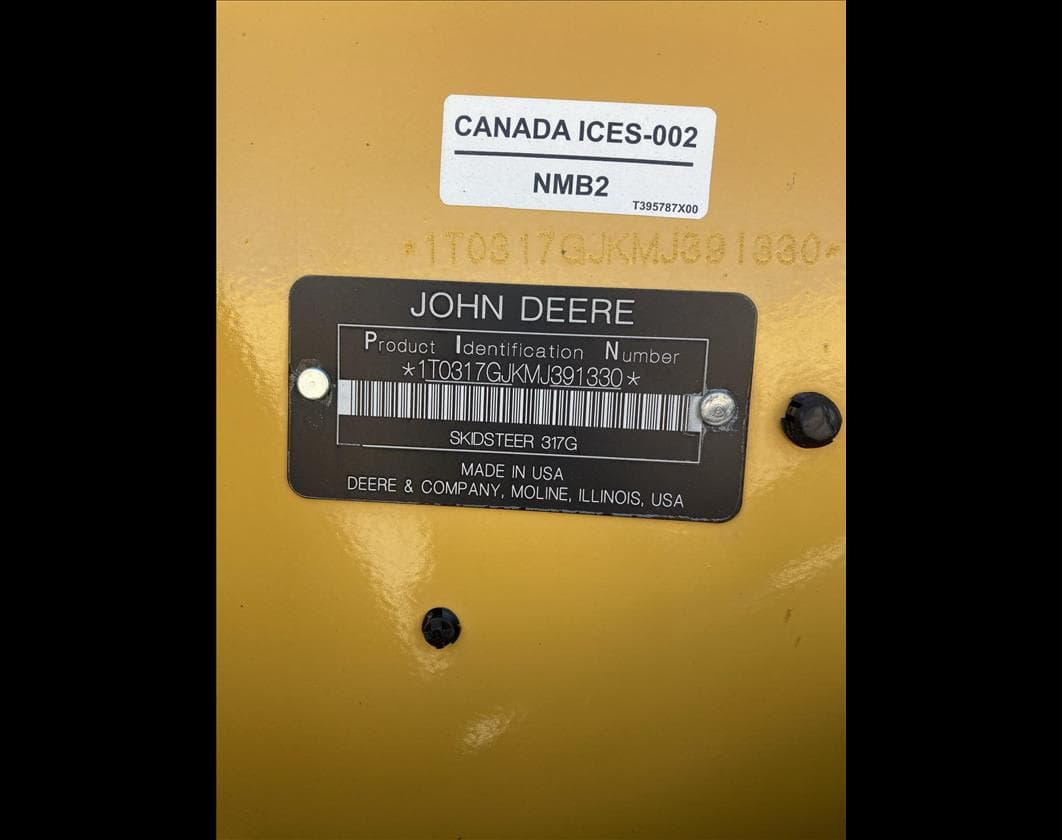 CANADA ICES-002
NMB2
T395787X00
*1T0317GJKMJ391330*
JOHN DEERE
Product Identification Number
*1T0317GJKMJ391330*
SKIDSTEER 317G
MADE IN USA
DEERE & COMPANY, MOLINE, ILLINOIS, USA